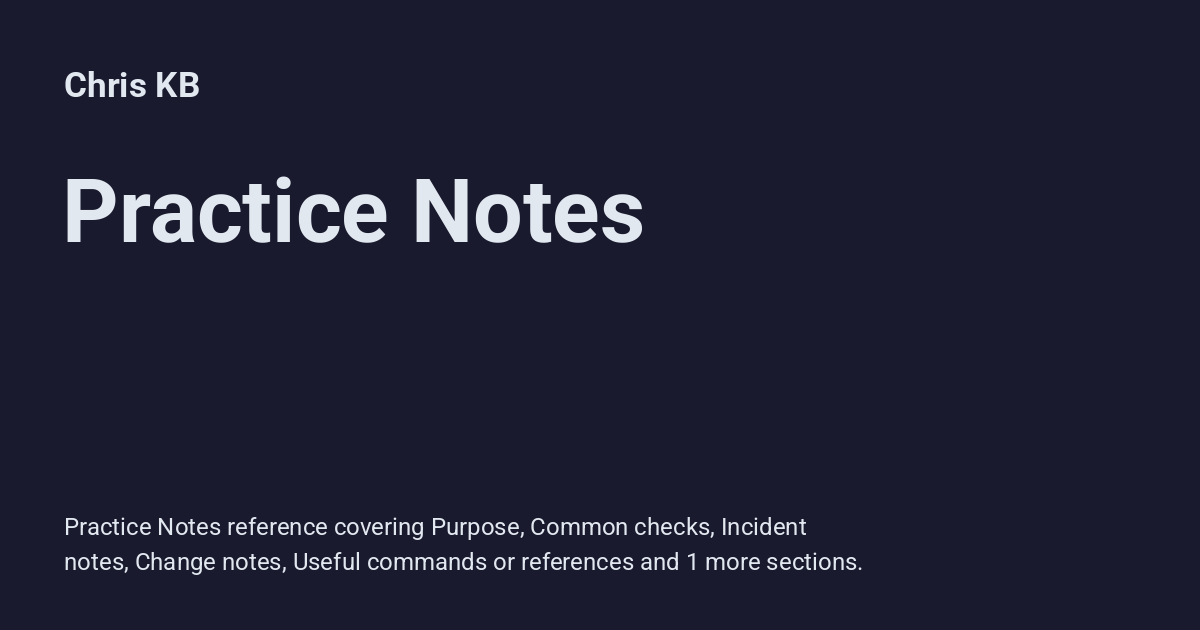 Chris KB
Practice Notes
Practice Notes reference covering Purpose, Common checks, Incident
notes, Change notes, Useful commands or references and 1 more sections.